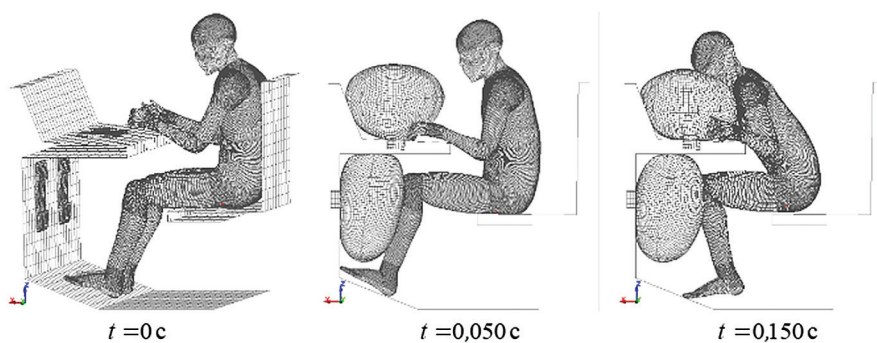 t = 0 c
t = 0,050 c
t = 0,150 c